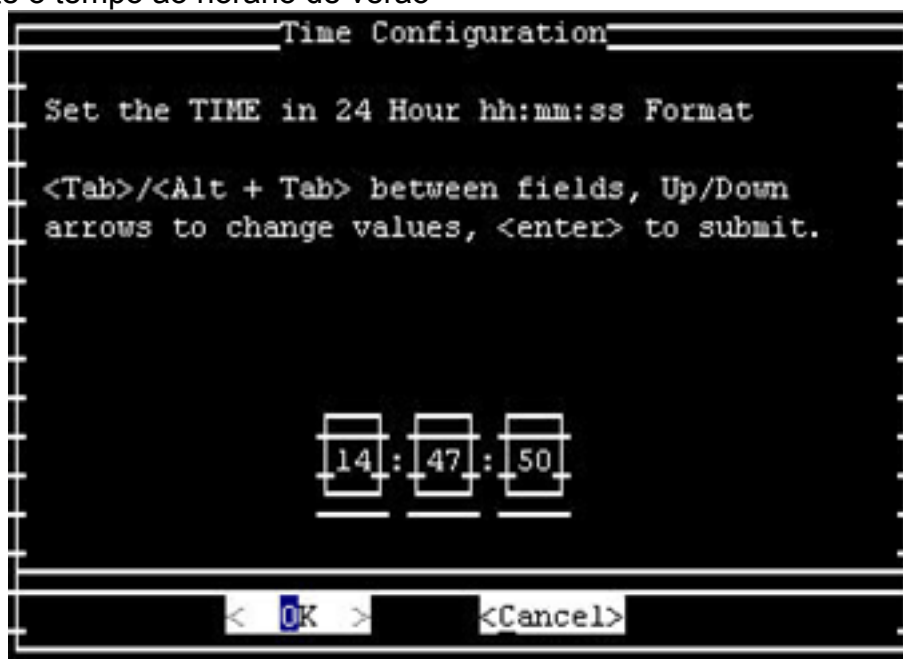 o tempo ao horário de verão
Time Configuration
Set the TIME in 24 Hour hh:mm:ss Format
<Tab>/<Alt + Tab> between fields, Up/Down
arrows to change values, <enter> to submit.
14 : 47 : 50
< OK > <Cancel>